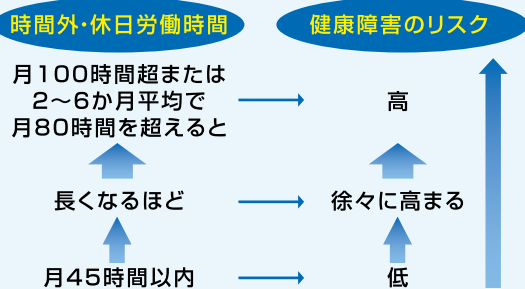 時間外・休日労働時間
健康障害のリスク
月100時間超または
2〜6か月平均で
月80時間を超えると
高
長くなるほど
徐々に高まる
月45時間以内
低